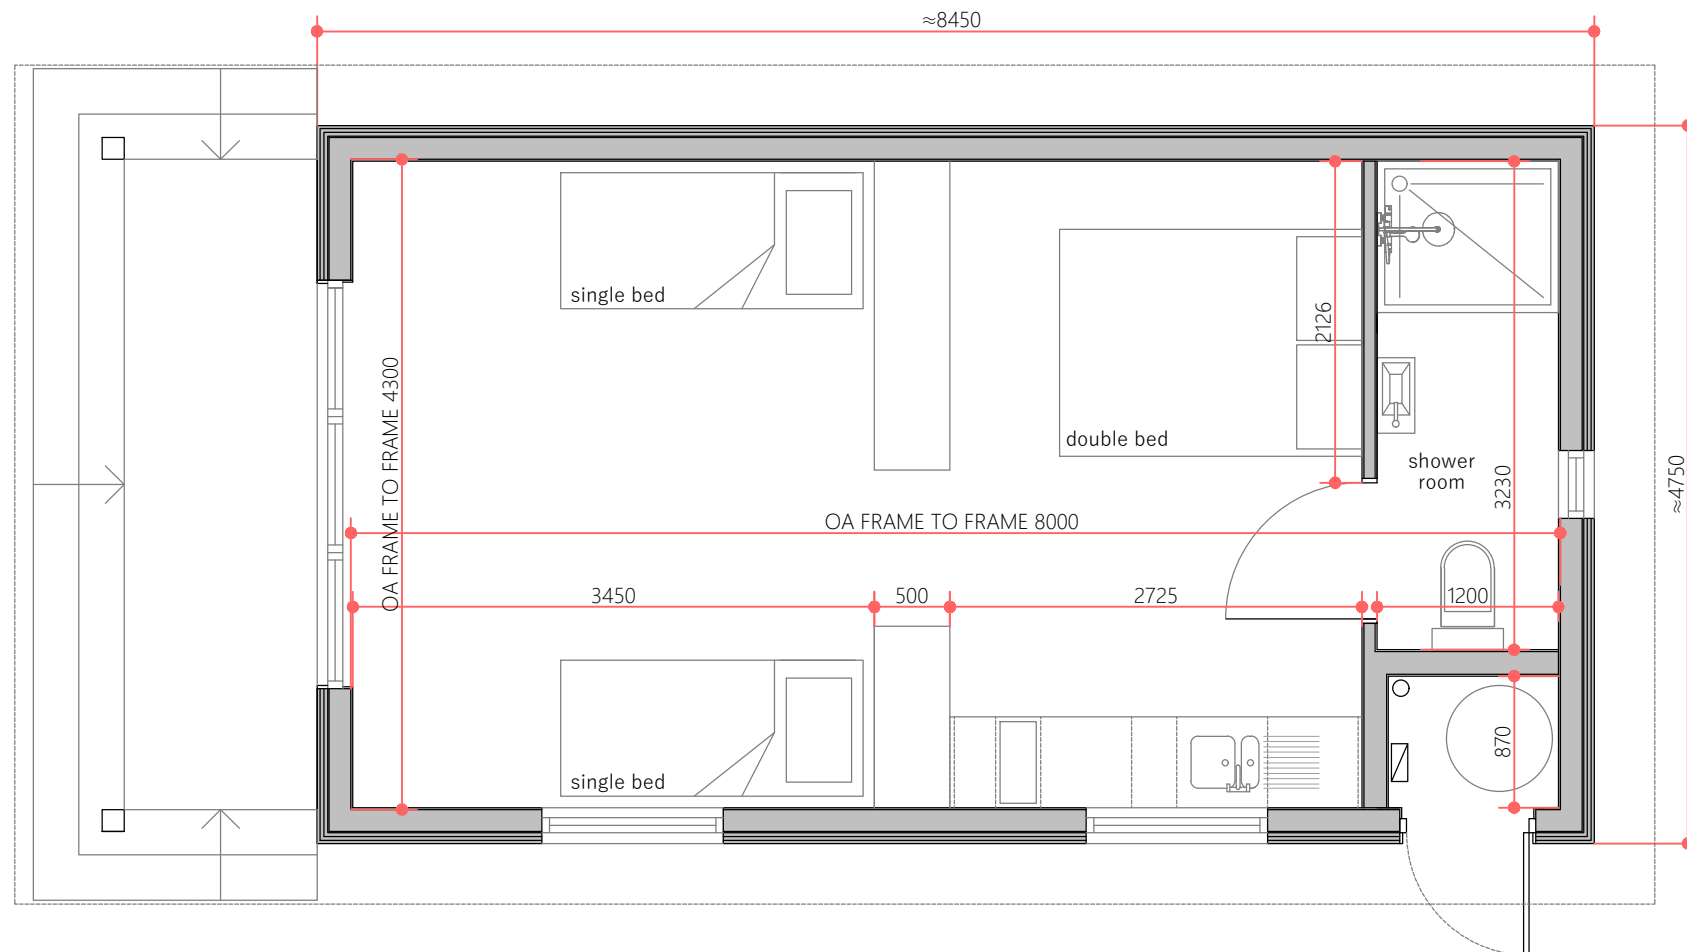 ≈8450
single bed
2126
OA FRAME TO FRAME 4300
double bed
shower
room
3230
≈4750
OA FRAME TO FRAME 8000
3450
500
2725
1200
870
single bed